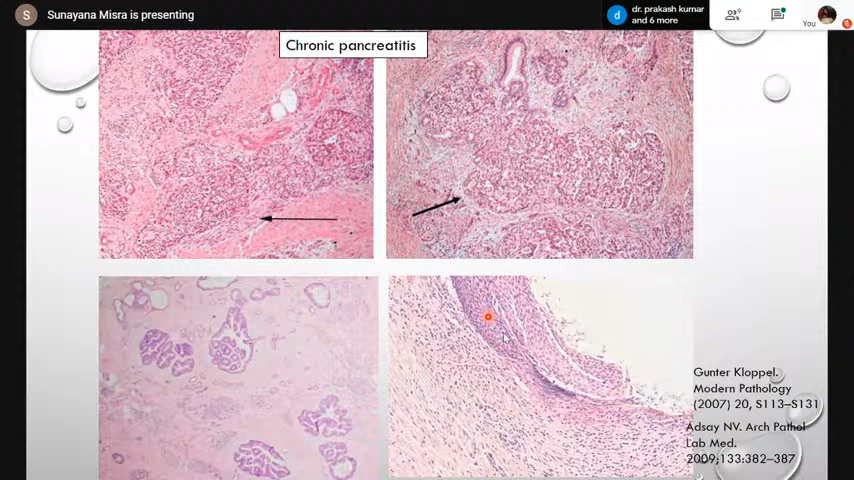 S
Sunayana Misra is presenting
d
dr. prakash kumar
and 6 more
9
You
Chronic pancreatitis
Gunter Kloppel.
Modern Pathology
(2007) 20, S113–S131
Adsay NV. Arch Pathol
Lab Med.
2009;133:382–387